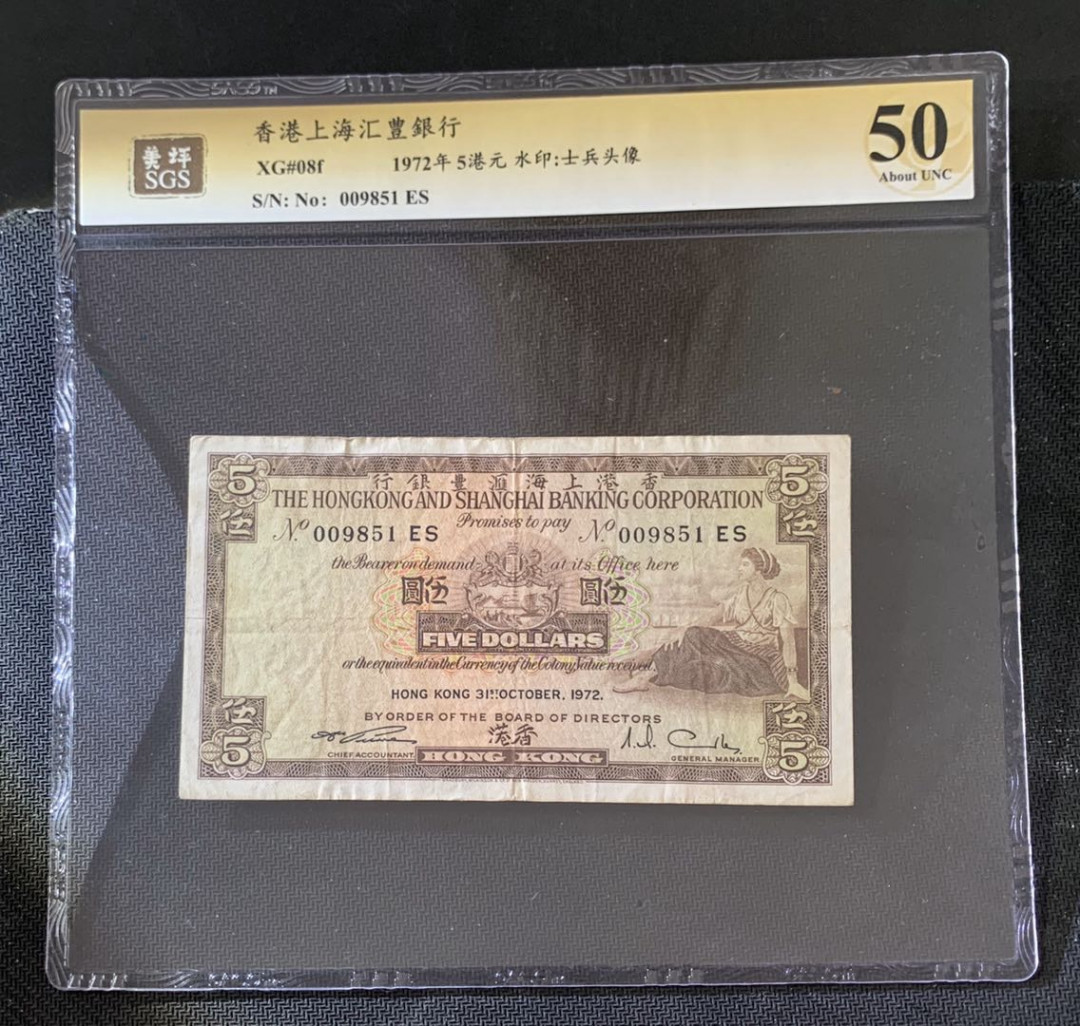 香港上海汇豐銀行
美坪
SGS
XG#08f 1972年 5港元 水印:士兵头像
S/N: No: 009851 ES
50
About UNC
5 行銀豐滙海上港香 5
THE HONGKONG AND SHANGHAI BANKING CORPORATION
伍 Promises to pay 伍
Nº 009851 ES Nº 009851 ES
the Bearer on demand at its Office here
圓伍 圓伍
FIVE DOLLARS
or the equivalent in the Currency of the Colony Value received.
HONG KONG 31ST OCTOBER, 1972.
BY ORDER OF THE BOARD OF DIRECTORS
伍 港香 伍
5 CHIEF ACCOUNTANT HONG KONG GENERAL MANAGER 5